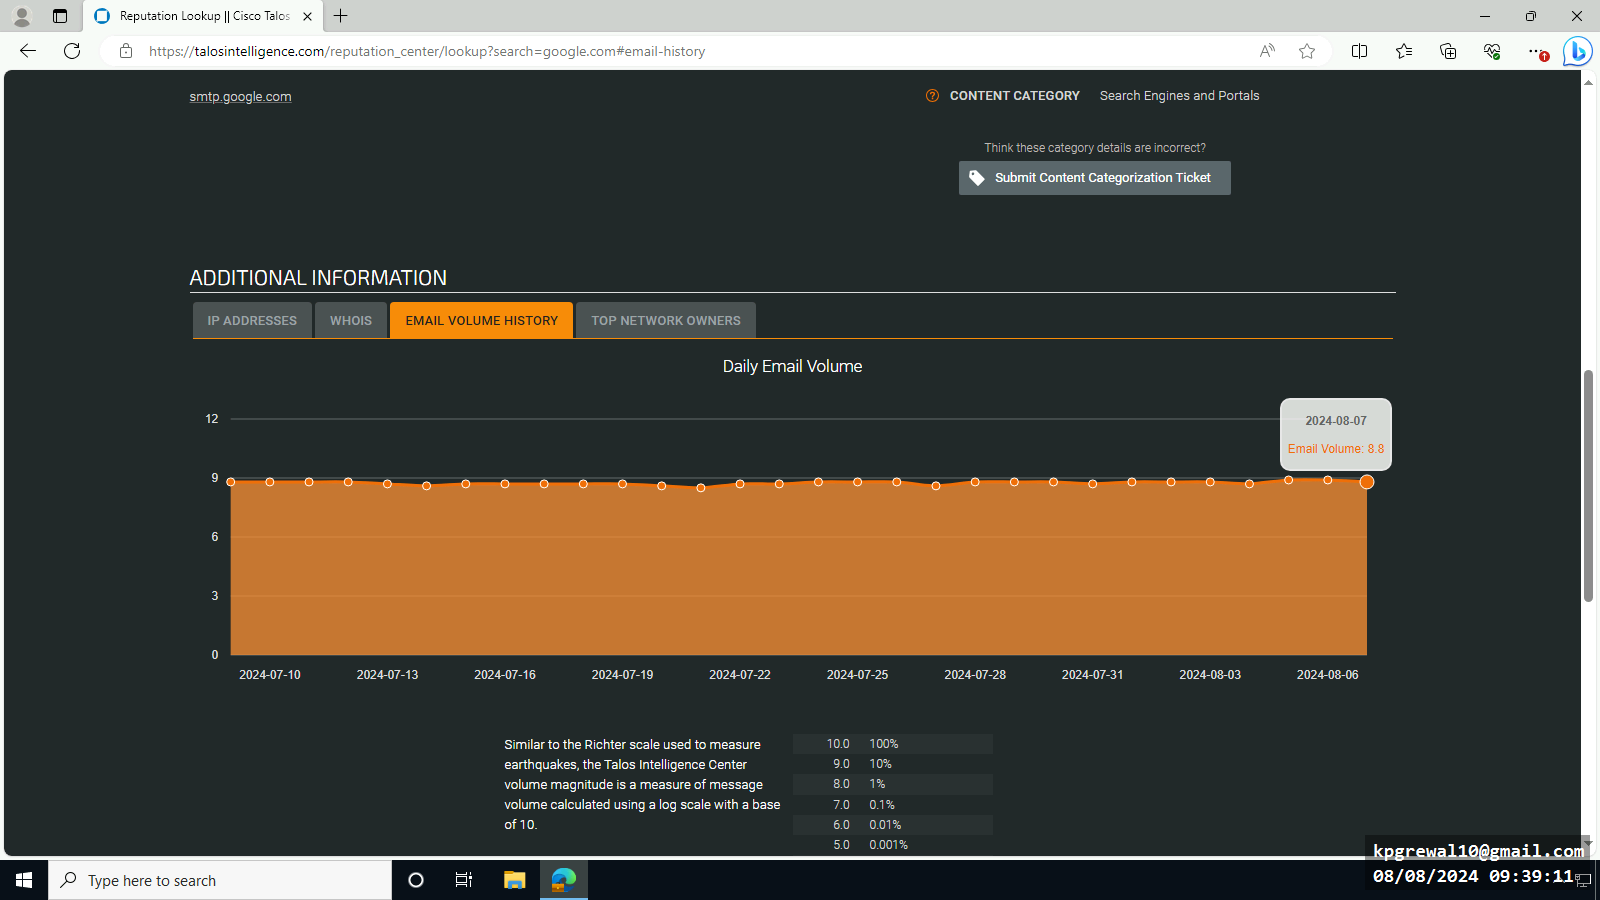 Reputation Lookup || Cisco Talos
https://talosintelligence.com/reputation_center/lookup?search=google.com#email-history
smtp.google.com
CONTENT CATEGORY Search Engines and Portals
Think these category details are incorrect?
Submit Content Categorization Ticket
ADDITIONAL INFORMATION
IP ADDRESSES WHOIS EMAIL VOLUME HISTORY TOP NETWORK OWNERS
Daily Email Volume
12
2024-08-07
Email Volume: 8.8
9
6
3
0
2024-07-10 2024-07-13 2024-07-16 2024-07-19 2024-07-22 2024-07-25 2024-07-28 2024-07-31 2024-08-03 2024-08-06
Similar to the Richter scale used to measure
earthquakes, the Talos Intelligence Center
volume magnitude is a measure of message
volume calculated using a log scale with a base
of 10.
10.0 100%
9.0 10%
8.0 1%
7.0 0.1%
6.0 0.01%
5.0 0.001%
kpgrewal10@gmail.com
08/08/2024 09:39:11
Type here to search